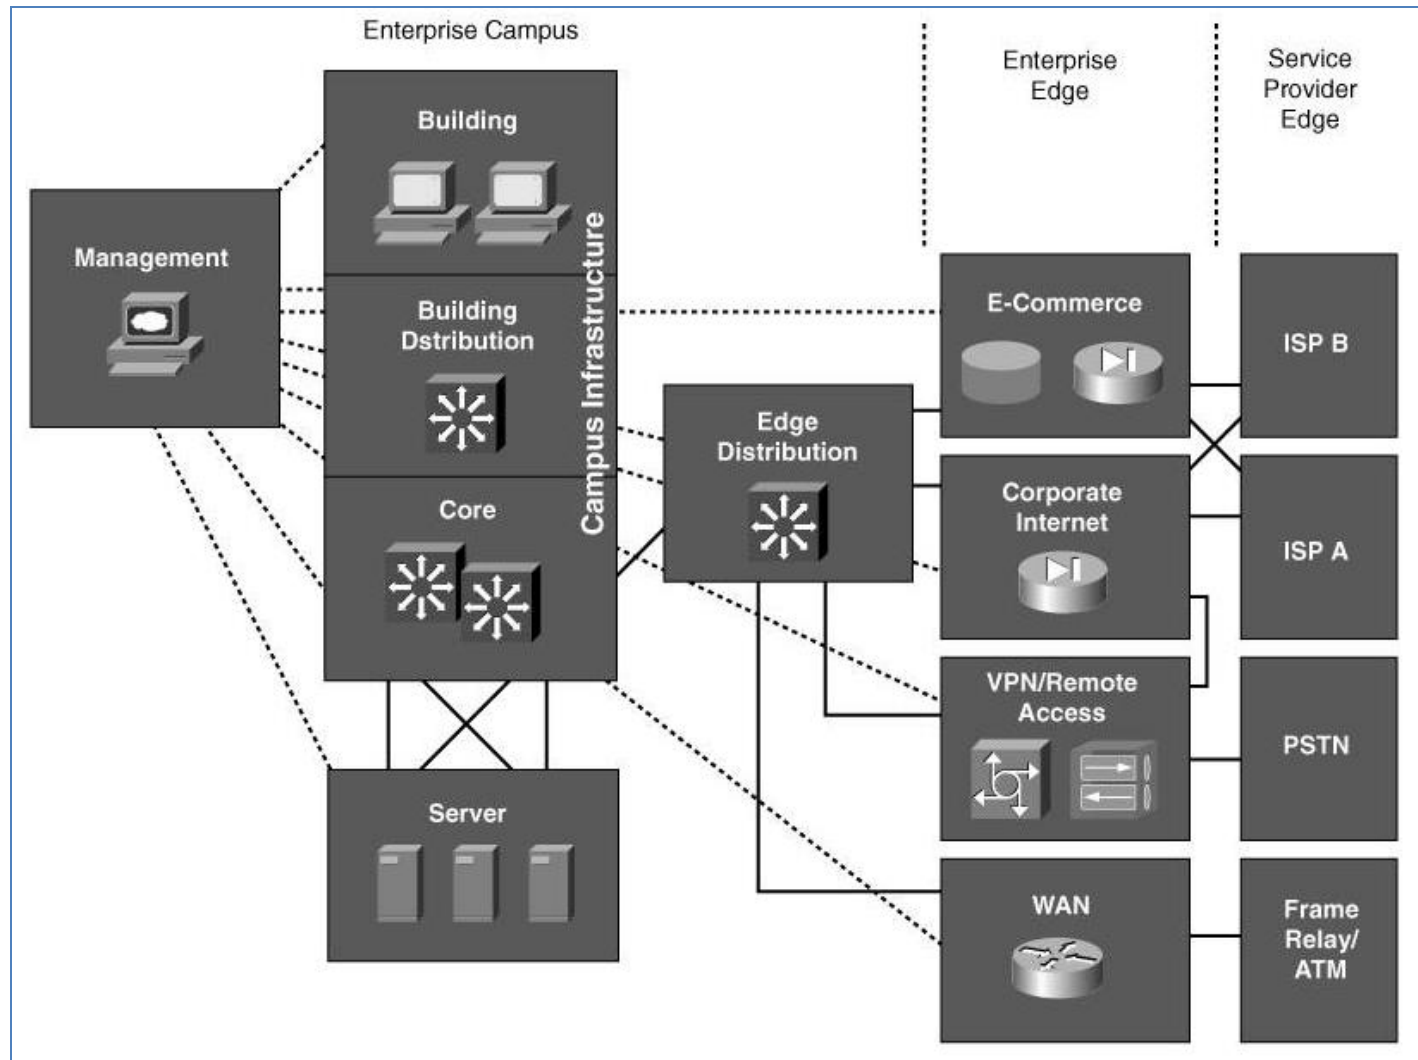 Enterprise Campus
Enterprise
Edge
Service
Provider
Edge
Building
Management
Building
Dstribution
Core
Campus Infrastructure
Server
Edge
Distribution
E-Commerce
Corporate
Internet
VPN/Remote
Access
WAN
ISP B
ISP A
PSTN
Frame
Relay/
ATM